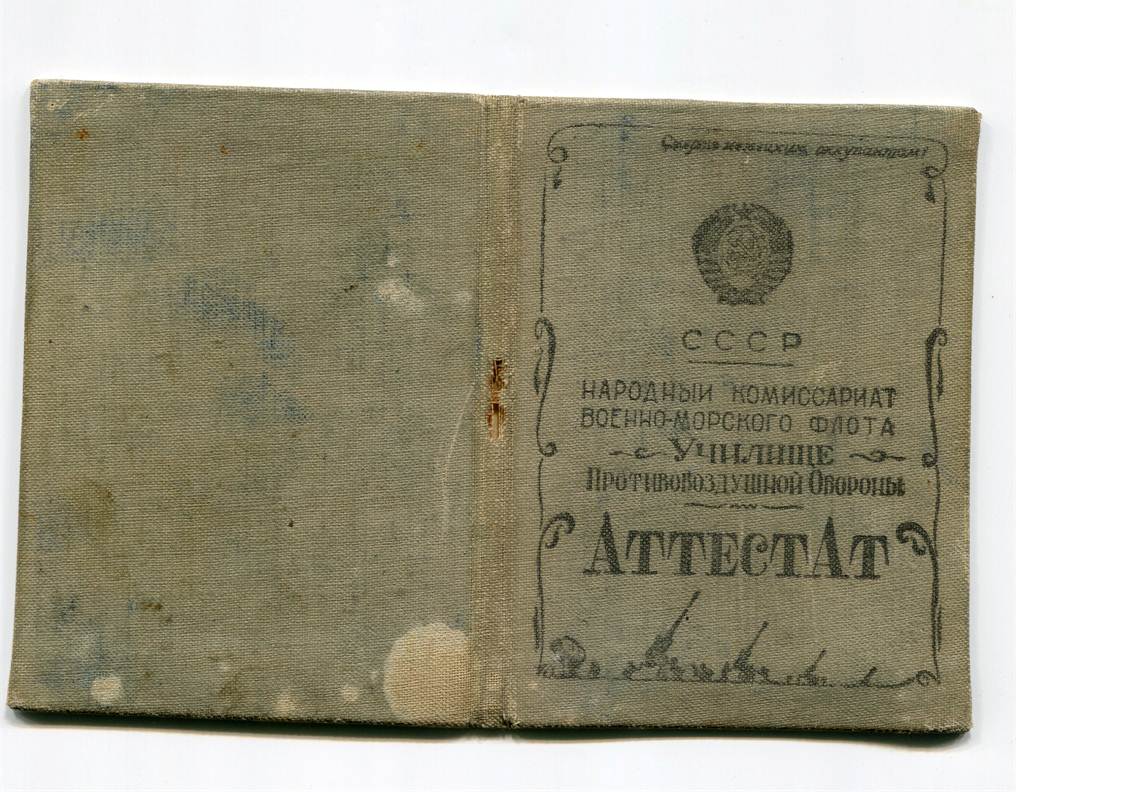 Смерть немецким оккупантам!
СССР
НАРОДНЫЙ КОМИССАРИАТ
ВОЕННО-МОРСКОГО ФЛОТА
УЧИЛИЩЕ
ПРОТИВОВОЗДУШНОЙ ОБОРОНЫ
АТТЕСТАТ